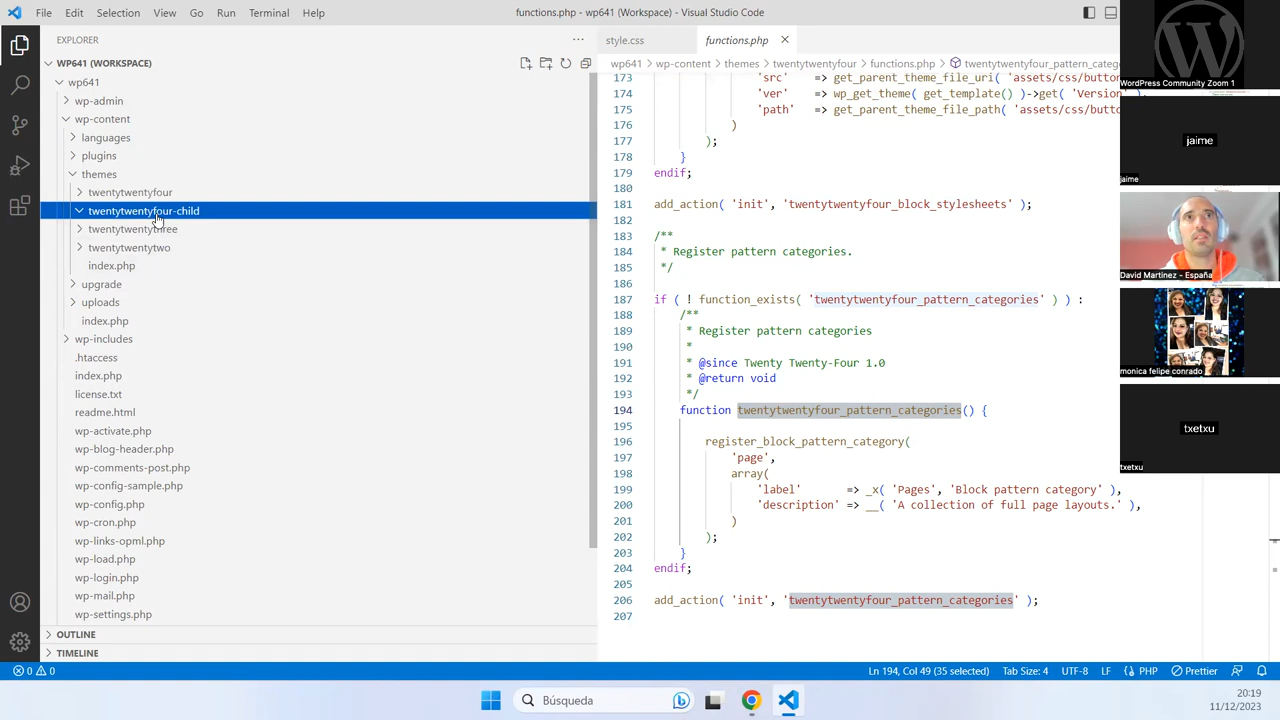 File Edit Selection View Go Run Terminal Help
functions.php - wp641 (Workspace) - Visual Studio Code
EXPLORER
WP641 (WORKSPACE)
wp641
wp-admin
wp-content
languages
plugins
themes
twentytwentyfour
twentytwentyfour-child
twentytwentythree
twentytwentytwo
index.php
upgrade
uploads
index.php
wp-includes
.htaccess
index.php
license.txt
readme.html
wp-activate.php
wp-blog-header.php
wp-comments-post.php
wp-config-sample.php
wp-config.php
wp-cron.php
wp-links-opml.php
wp-load.php
wp-login.php
wp-mail.php
wp-settings.php
OUTLINE
TIMELINE
style.css
functions.php
wp641 > wp-content > themes > twentytwentyfour > functions.php > twentytwentyfour_pattern_categ
173 'src' => get_parent_theme_file_uri( 'assets/css/button
174 'ver' => wp_get_theme( get_template() )->get( 'Version' ),
175 'path' => get_parent_theme_file_path( 'assets/css/butto
176 )
177 );
178 }
179 endif;
180
181 add_action( 'init', 'twentytwentyfour_block_stylesheets' );
182
183 /**
184 * Register pattern categories.
185 */
186
187 if ( ! function_exists( 'twentytwentyfour_pattern_categories' ) ) :
188 /**
189 * Register pattern categories
190 *
191 * @since Twenty Twenty-Four 1.0
192 * @return void
193 */
194 function twentytwentyfour_pattern_categories() {
195
196 register_block_pattern_category(
197 'page',
198 array(
199 'label' => _x( 'Pages', 'Block pattern category' ),
200 'description' => __( 'A collection of full page layouts.' ),
201 )
202 );
203 }
204 endif;
205
206 add_action( 'init', 'twentytwentyfour_pattern_categories' );
207
WordPress Community Zoom 1
jaime
jaime
David Martínez - España
monica felipe conrado
txetxu
txetxu
0 0
Ln 194, Col 49 (35 selected) Tab Size: 4 UTF-8 LF PHP Prettier
Búsqueda
20:19
11/12/2023